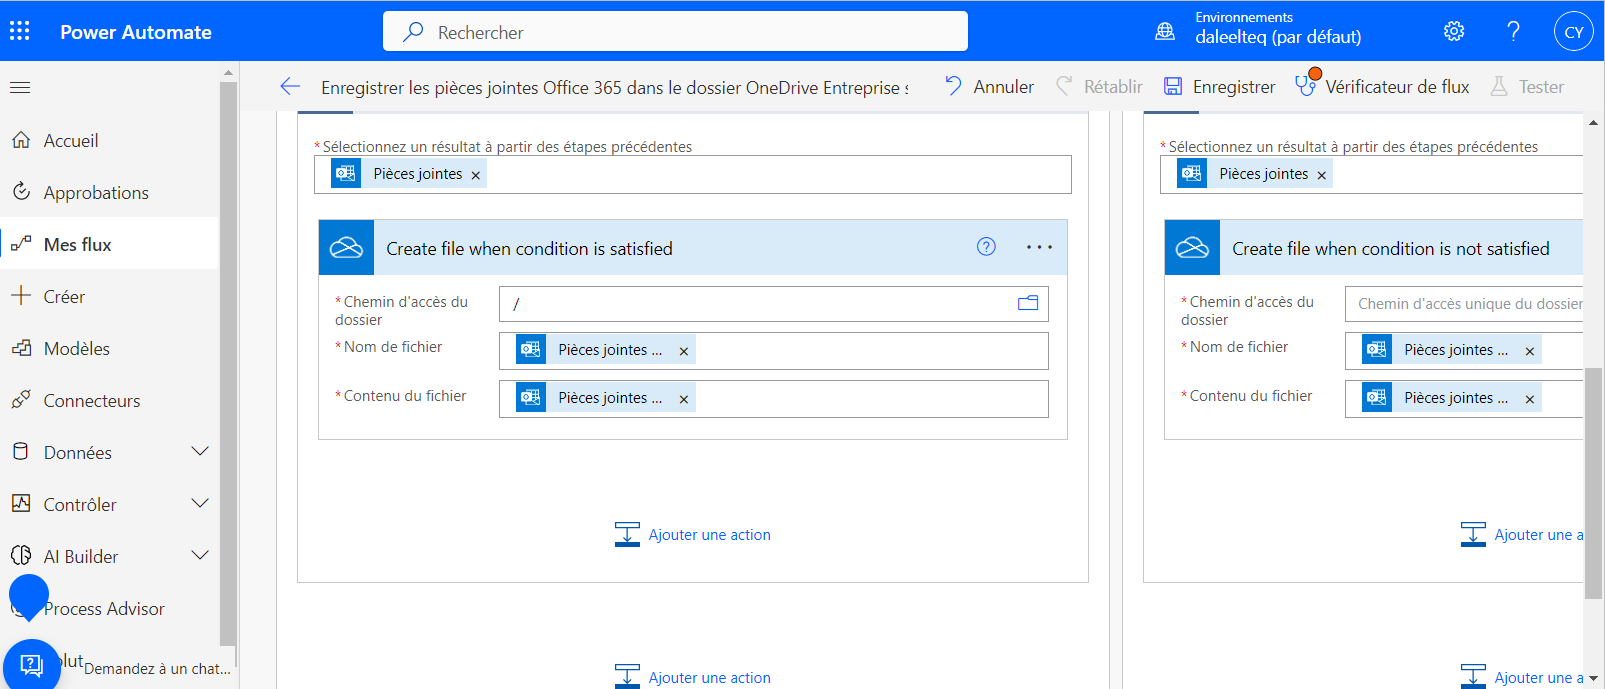 Power Automate
Rechercher
Environnements
daleelteq (par défaut)
CY
Enregistrer les pièces jointes Office 365 dans le dossier OneDrive Entreprise s
Annuler
Rétablir
Enregistrer
Vérificateur de flux
Tester
Accueil
Approbations
Mes flux
Créer
Modèles
Connecteurs
Données
Contrôler
AI Builder
Process Advisor
olut
Demandez à un chat...
* Sélectionnez un résultat à partir des étapes précédentes
Pièces jointes ×
Create file when condition is satisfied
* Chemin d'accès du
dossier
/
* Nom de fichier
Pièces jointes ... ×
* Contenu du fichier
Pièces jointes ... ×
Ajouter une action
Ajouter une action
* Sélectionnez un résultat à partir des étapes précédentes
Pièces jointes ×
Create file when condition is not satisfied
* Chemin d'accès du
dossier
Chemin d'accès unique du dossier
* Nom de fichier
Pièces jointes ... ×
* Contenu du fichier
Pièces jointes ... ×
Ajouter une a
Ajouter une a